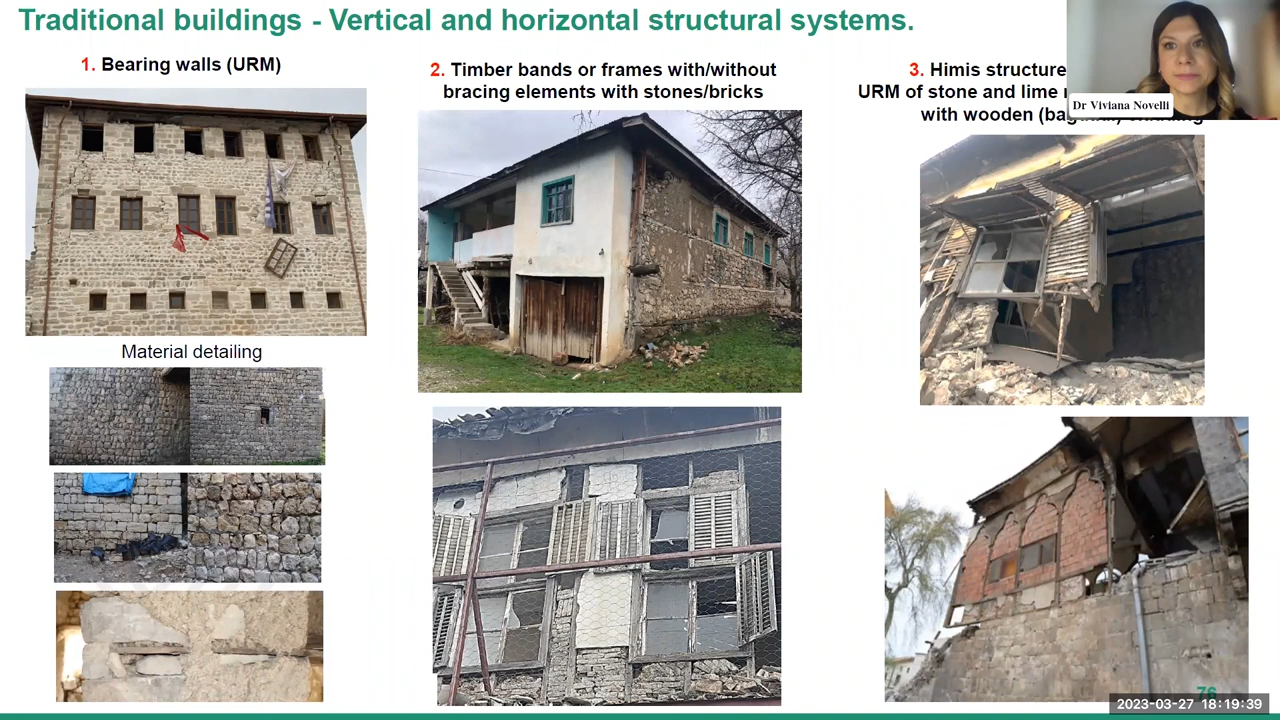 Traditional buildings - Vertical and horizontal structural systems.
1. Bearing walls (URM)
Material detailing
2. Timber bands or frames with/without
bracing elements with stones/bricks
3. Himis structure
URM of stone and lime
with wooden
Dr Viviana Novelli
76
2023-03-27 18:19:39